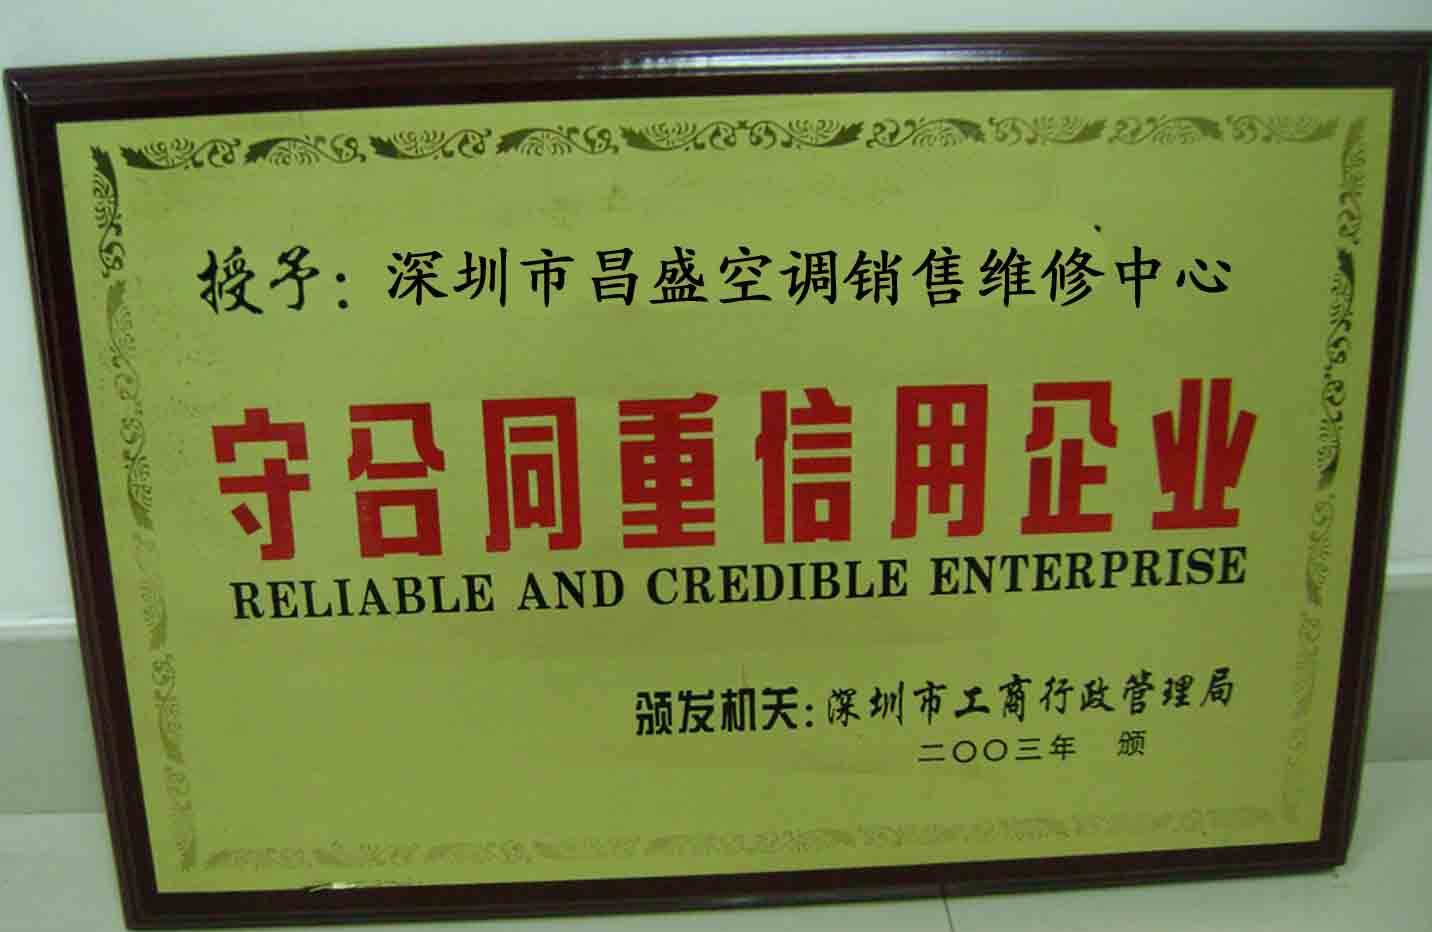 授予：深圳市昌盛空调销售维修中心
守合同重信用企业
RELIABLE AND CREDIBLE ENTERPRISE
颁发机关：深圳市工商行政管理局
二〇〇三年 颁